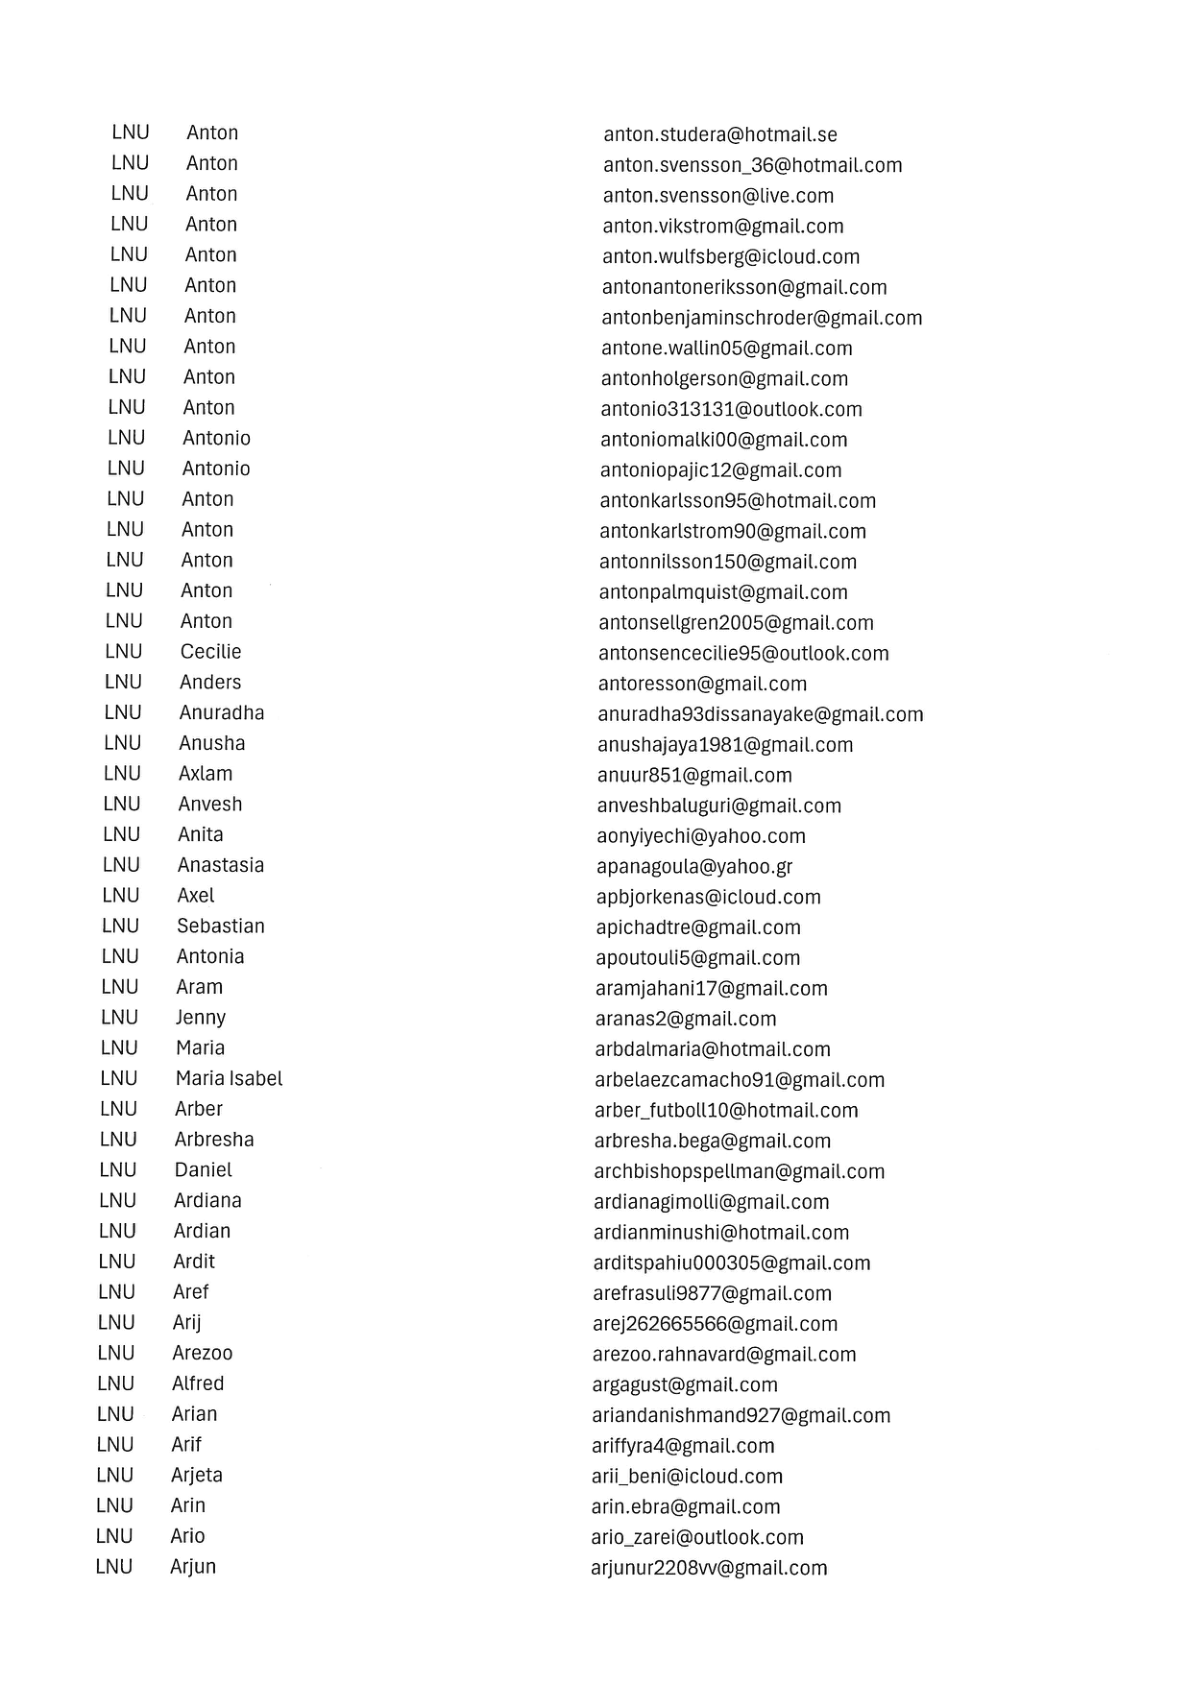 LNU Anton anton.studera@hotmail.se
LNU Anton anton.svensson_36@hotmail.com
LNU Anton anton.svensson@live.com
LNU Anton anton.vikstrom@gmail.com
LNU Anton anton.wulfsberg@icloud.com
LNU Anton antonantoneriksson@gmail.com
LNU Anton antonbenjaminschroder@gmail.com
LNU Anton antone.wallin05@gmail.com
LNU Anton antonholgerson@gmail.com
LNU Anton antonio313131@outlook.com
LNU Antonio antoniomalki00@gmail.com
LNU Antonio antoniopajic12@gmail.com
LNU Anton antonkarlsson95@hotmail.com
LNU Anton antonkarlstrom90@gmail.com
LNU Anton antonnilsson150@gmail.com
LNU Anton antonpalmquist@gmail.com
LNU Anton antonsellgren2005@gmail.com
LNU Cecilie antonsencecilie95@outlook.com
LNU Anders antoresson@gmail.com
LNU Anuradha anuradha93dissanayake@gmail.com
LNU Anusha anushajaya1981@gmail.com
LNU Axlam anuur851@gmail.com
LNU Anvesh anveshbaluguri@gmail.com
LNU Anita aonyiyechi@yahoo.com
LNU Anastasia apanagoula@yahoo.gr
LNU Axel apbjorkenas@icloud.com
LNU Sebastian apichadtre@gmail.com
LNU Antonia apoutouli5@gmail.com
LNU Aram aramjahani17@gmail.com
LNU Jenny aranas2@gmail.com
LNU Maria arbdalmaria@hotmail.com
LNU Maria Isabel arbelaezcamacho91@gmail.com
LNU Arber arber_futboll10@hotmail.com
LNU Arbresha arbresha.bega@gmail.com
LNU Daniel archbishopspellman@gmail.com
LNU Ardiana ardianagimolli@gmail.com
LNU Ardian ardianminushi@hotmail.com
LNU Ardit arditspahiu000305@gmail.com
LNU Aref arefrasuli9877@gmail.com
LNU Arij arej262665566@gmail.com
LNU Arezoo arezoo.rahnavard@gmail.com
LNU Alfred argagust@gmail.com
LNU Arian ariandanishmand927@gmail.com
LNU Arif ariffyra4@gmail.com
LNU Arjeta arii_beni@icloud.com
LNU Arin arin.ebra@gmail.com
LNU Ario ario_zarei@outlook.com
LNU Arjun arjunur2208vv@gmail.com